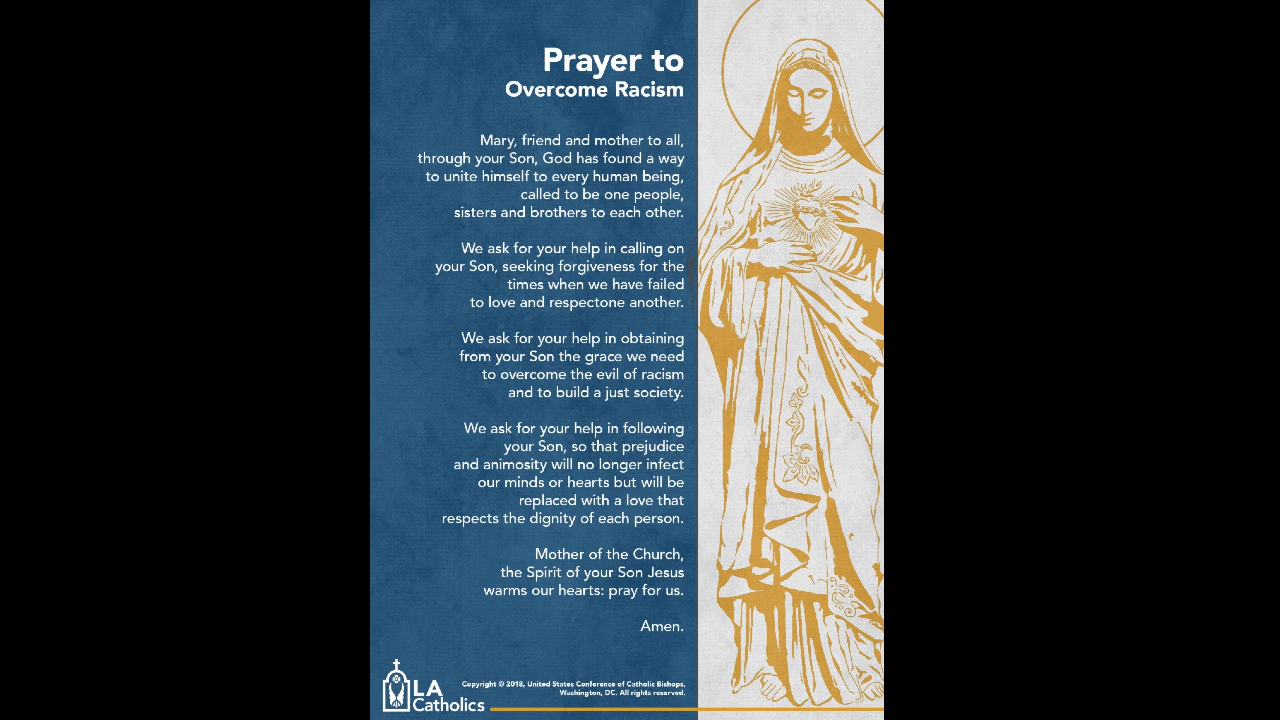 Prayer to
Overcome Racism
Mary, friend and mother to all,
through your Son, God has found a way
to unite himself to every human being,
called to be one people,
sisters and brothers to each other.
We ask for your help in calling on
your Son, seeking forgiveness for the
times when we have failed
to love and respectone another.
We ask for your help in obtaining
from your Son the grace we need
to overcome the evil of racism
and to build a just society.
We ask for your help in following
your Son, so that prejudice
and animosity will no longer infect
our minds or hearts but will be
replaced with a love that
respects the dignity of each person.
Mother of the Church,
the Spirit of your Son Jesus
warms our hearts: pray for us.
Amen.
LA
Catholics
Copyright © 2018, United States Conference of Catholic Bishops,
Washington, DC. All rights reserved.